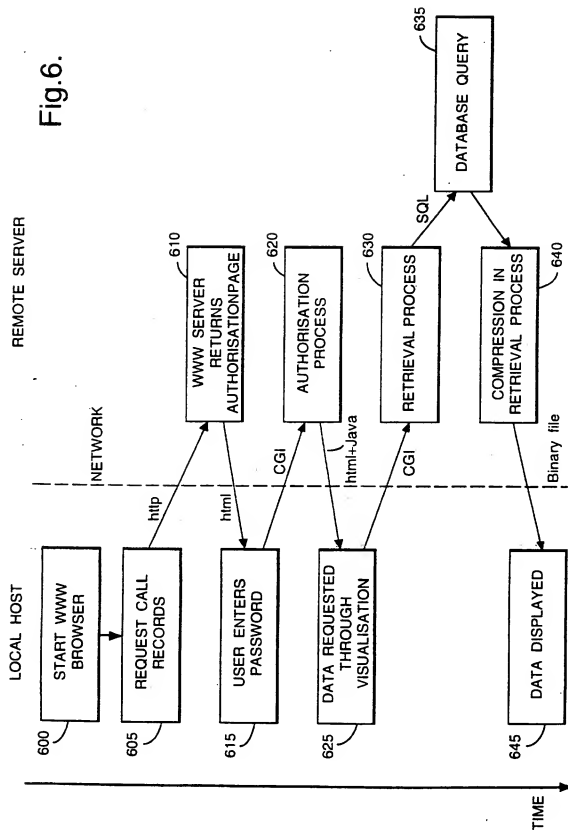 Fig.6.
LOCAL HOST
NETWORK
REMOTE SERVER
600
START WWW
BROWSER
605
REQUEST CALL
RECORDS
http
610
WWW SERVER
RETURNS
AUTHORISATIONPAGE
html
615
USER ENTERS
PASSWORD
CGI
620
AUTHORISATION
PROCESS
html+Java
625
DATA REQUESTED
THROUGH
VISUALISATION
CGI
630
RETRIEVAL PROCESS
SQL
635
DATABASE QUERY
640
COMPRESSION IN
RETRIEVAL PROCESS
Binary file
645
DATA DISPLAYED
TIME